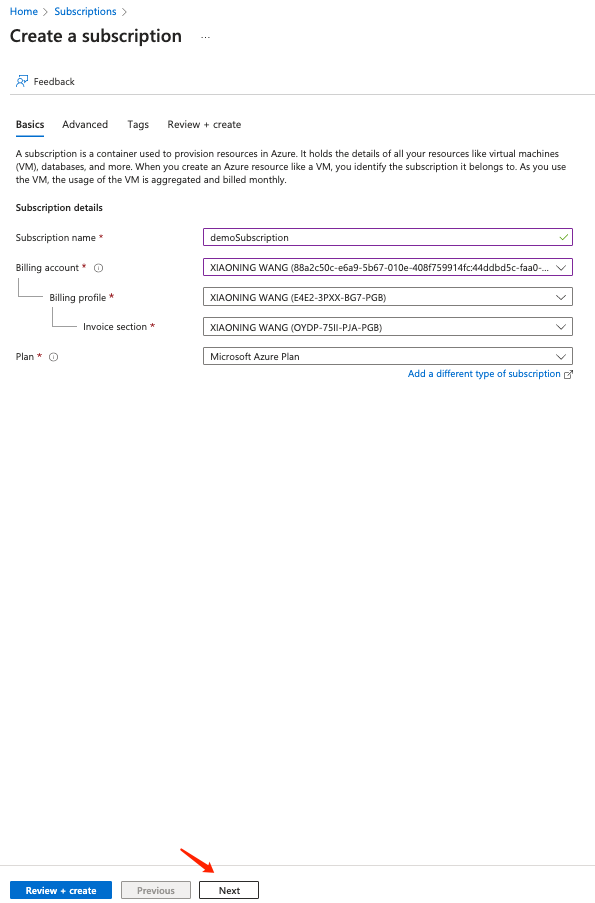 Home > Subscriptions >
Create a subscription ...
Feedback
Basics Advanced Tags Review + create
A subscription is a container used to provision resources in Azure. It holds the details of all your resources like virtual machines
(VM), databases, and more. When you create an Azure resource like a VM, you identify the subscription it belongs to. As you use
the VM, the usage of the VM is aggregated and billed monthly.
Subscription details
Subscription name * demoSubscription
Billing account * XIAONING WANG (88a2c50c-e6a9-5b67-010e-408f759914fc:44ddbd5c-faa0-...
Billing profile * XIAONING WANG (E4E2-3PXX-BG7-PGB)
Invoice section * XIAONING WANG (OYDP-75II-PJA-PGB)
Plan * Microsoft Azure Plan
Add a different type of subscription
Review + create Previous Next